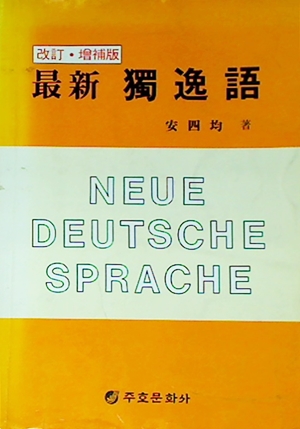 改訂・增補版
最新 獨逸語
安四均 著
NEUE
DEUTSCHE
SPRACHE
주호문화사